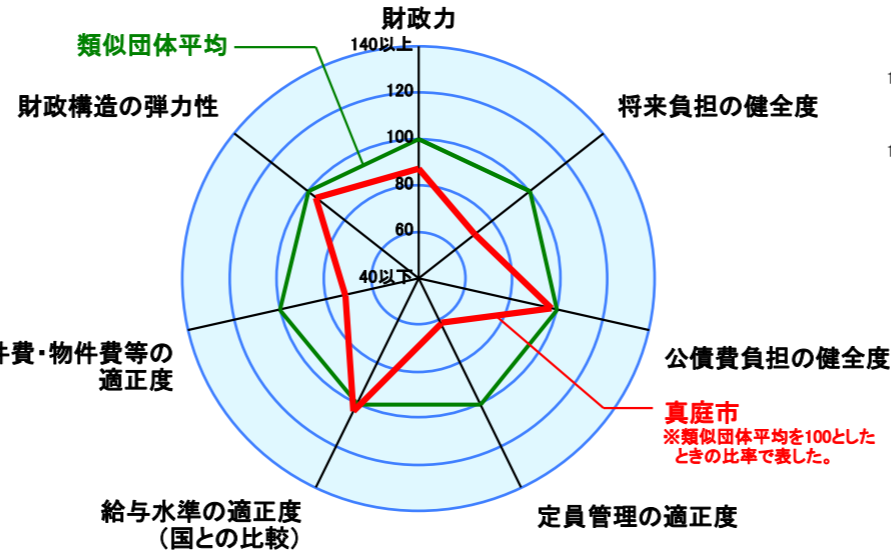 財政力
類似団体平均
140以上
120
100
80
60
40以下
財政構造の弾力性
将来負担の健全度
件費・物件費等の
適正度
公債費負担の健全度
真庭市
※類似団体平均を100とした
ときの比率で表した。
給与水準の適正度
(国との比較)
定員管理の適正度